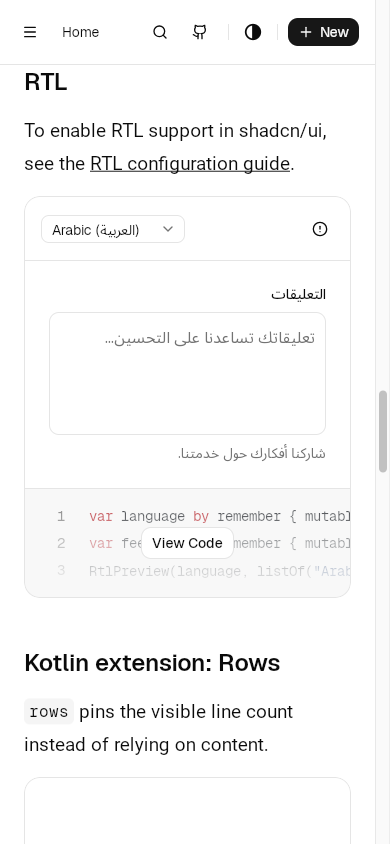 Home
New
RTL
To enable RTL support in shadcn/ui,
see the RTL configuration guide.
Arabic (العربية)
التعليقات
تعليقاتك تساعدنا على التحسين...
شاركنا أفكارك حول خدمتنا.
1 var language by remember { mutabl
2 var fee
View Code
member { mutabl
3 RtlPreview(language, listOf("Arab
Kotlin extension: Rows
rows pins the visible line count
instead of relying on content.